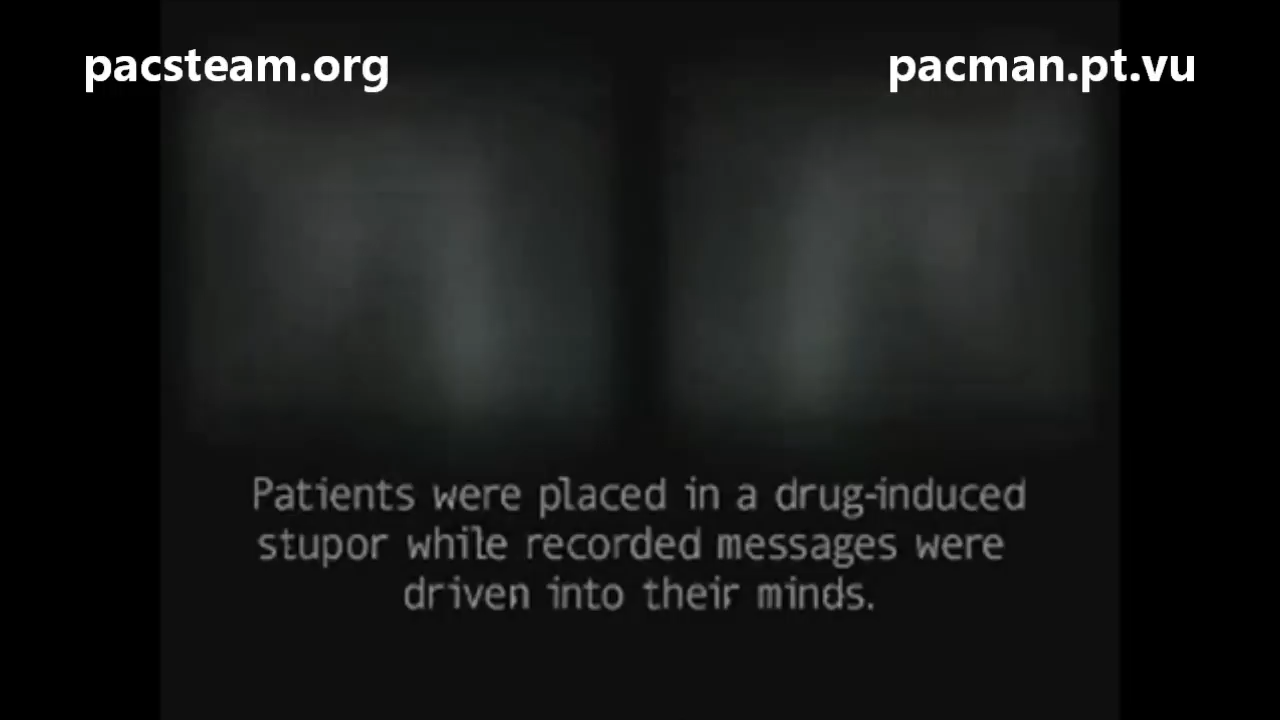 pacsteam.org
pacman.pt.vu
Patients were placed in a drug-induced
stupor while recorded messages were
driven into their minds.